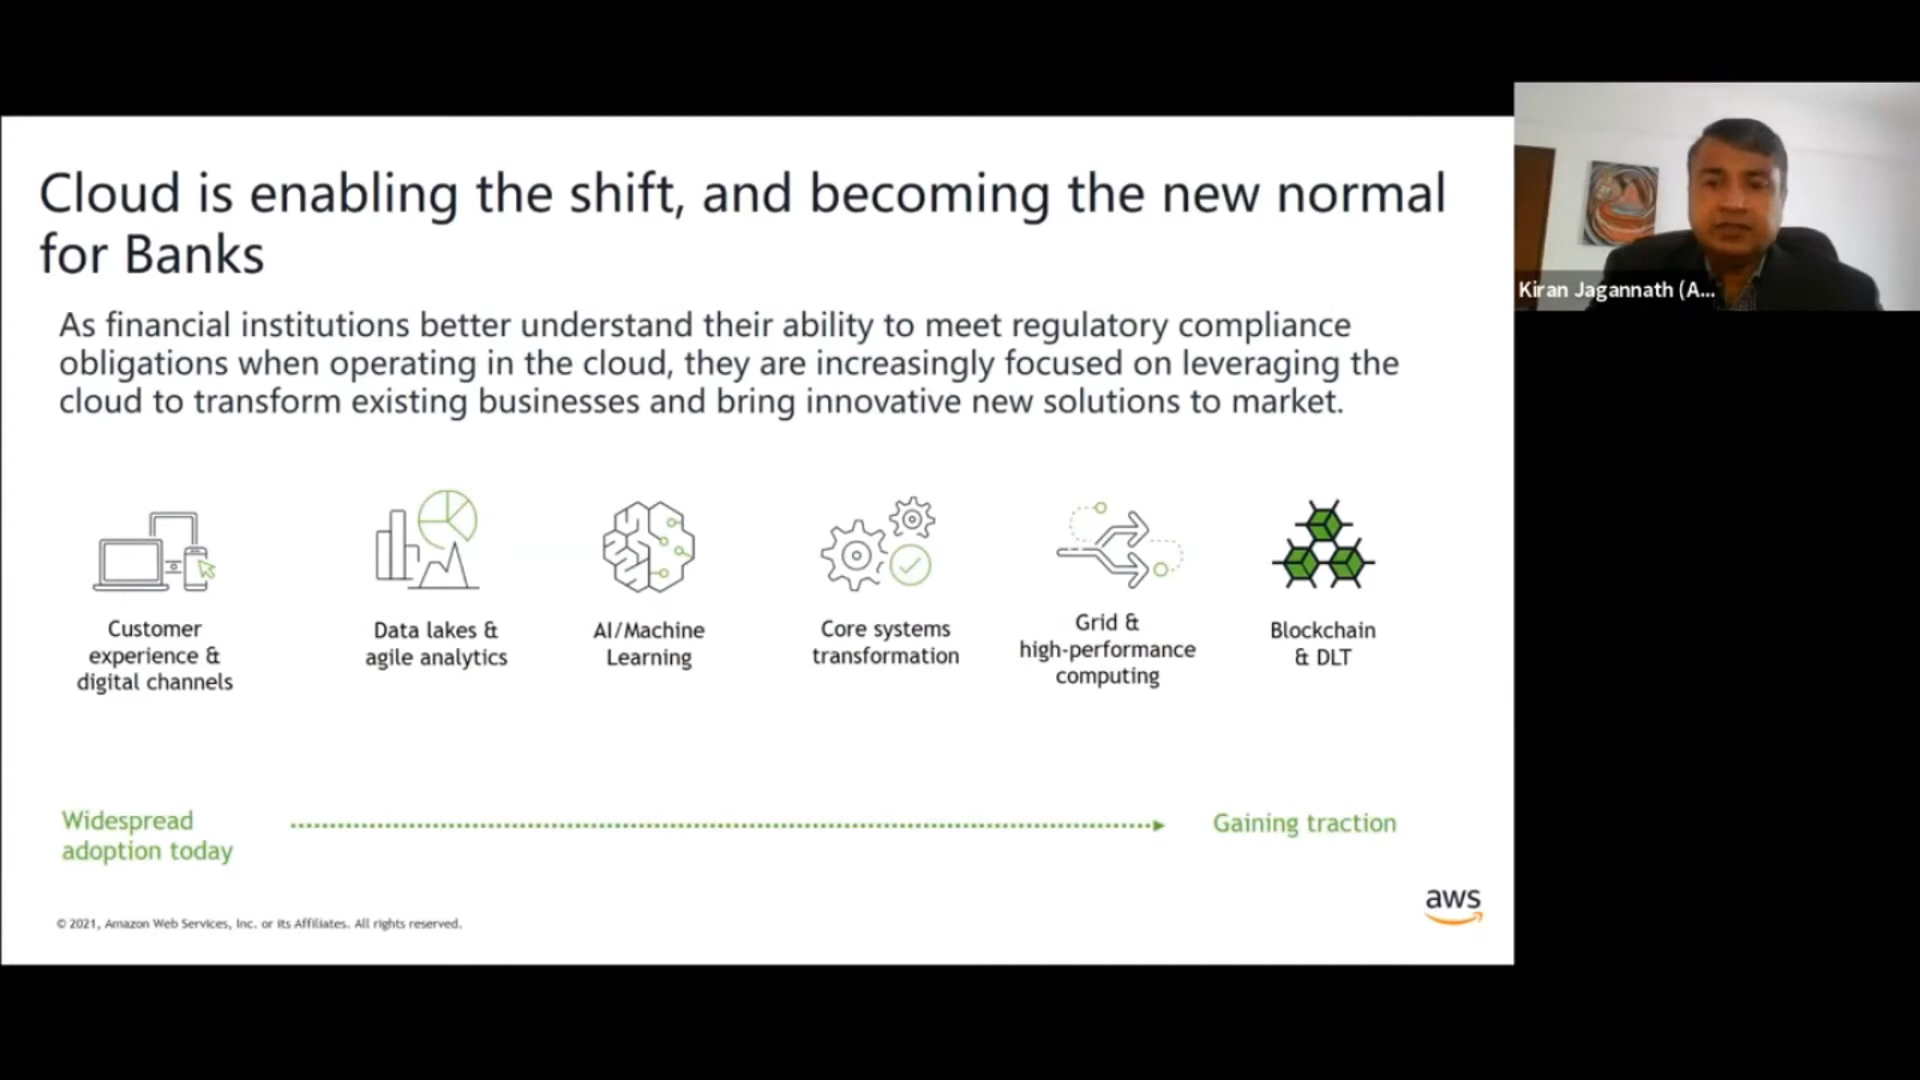 Cloud is enabling the shift, and becoming the new normal
for Banks
As financial institutions better understand their ability to meet regulatory compliance
obligations when operating in the cloud, they are increasingly focused on leveraging the
cloud to transform existing businesses and bring innovative new solutions to market.
Customer
experience &
digital channels
Data lakes &
agile analytics
AI/Machine
Learning
Core systems
transformation
Grid &
high-performance
computing
Blockchain
& DLT
Widespread
adoption today
Gaining traction
© 2021, Amazon Web Services, Inc. or its Affiliates. All rights reserved.
aws
Kiran Jagannath (A...